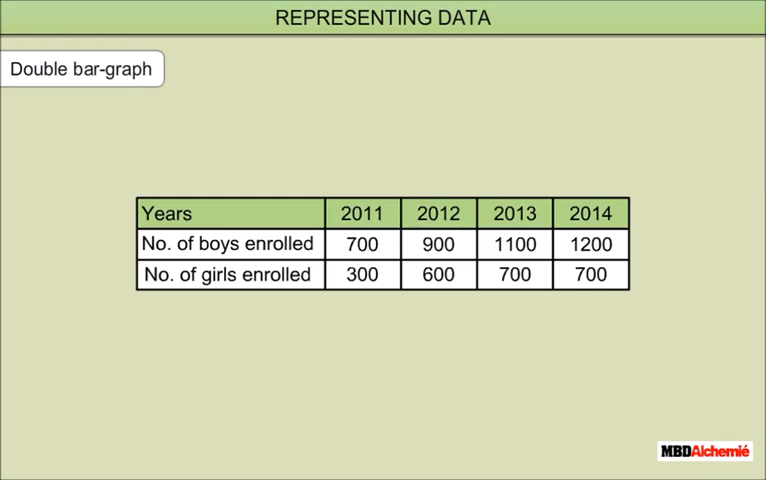 REPRESENTING DATA
Double bar-graph
Years 2011 2012 2013 2014
No. of boys enrolled 700 900 1100 1200
No. of girls enrolled 300 600 700 700
MBDAlchemié